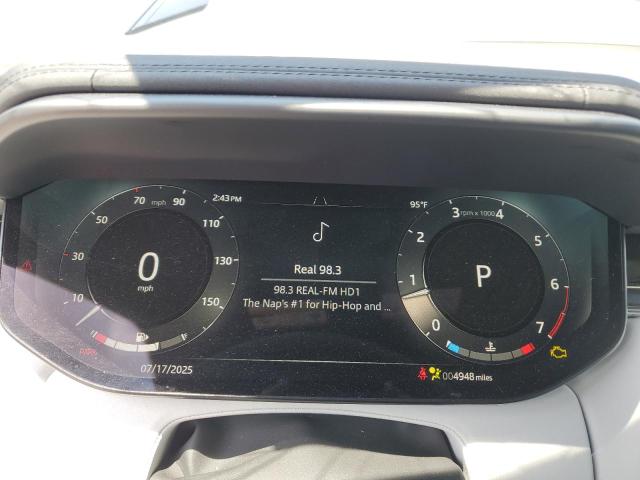 2:43 PM
95°F
10 30 50 70 90 110 130 150
mph
0
mph
Real 98.3
98.3 REAL-FM HD1
The Nap's #1 for Hip-Hop and ...
0 1 2 3 4 5 6 7
rpm x 1000
P
F
07/17/2025
004948 miles